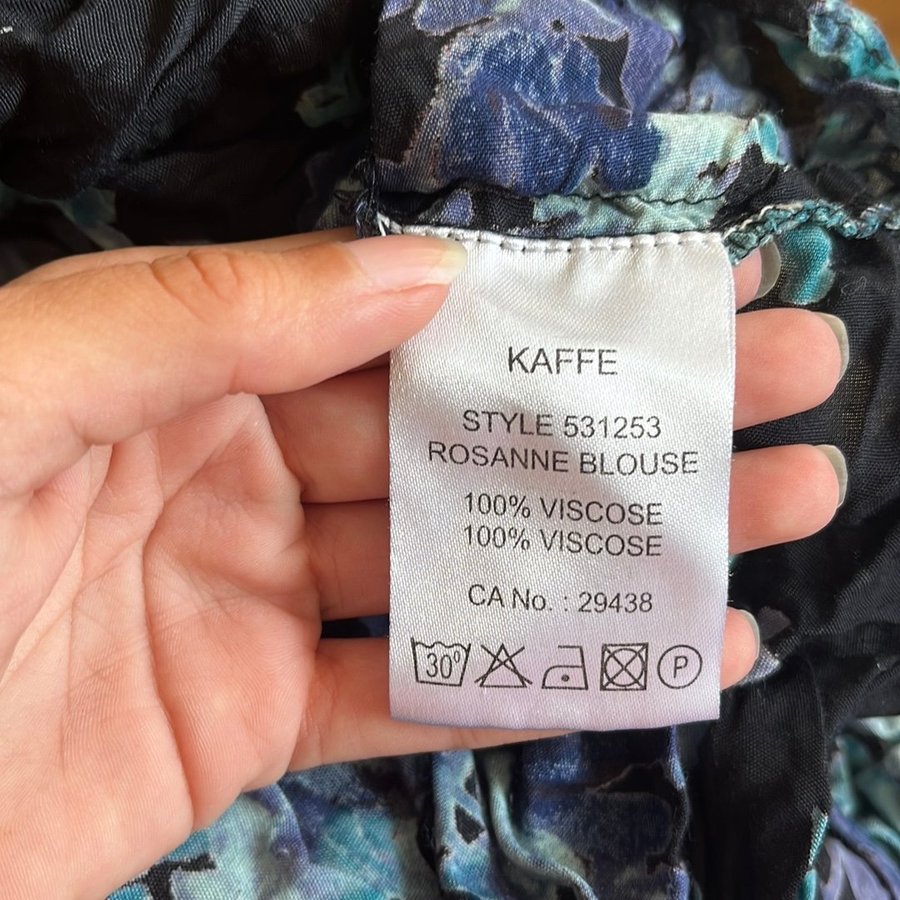 KAFFE
STYLE 531253
ROSANNE BLOUSE
100% VISCOSE
100% VISCOSE
CA No. : 29438
30° P